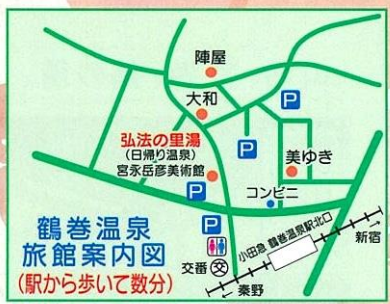 陣屋
大和
P
弘法の里湯
(日帰り温泉)
宮永岳彦美術館
P
美ゆき
P
コンビニ
鶴巻温泉
旅館案内図
(駅から歩いて数分)
P
交番
小田急 鶴巻温泉駅北口
新宿
秦野